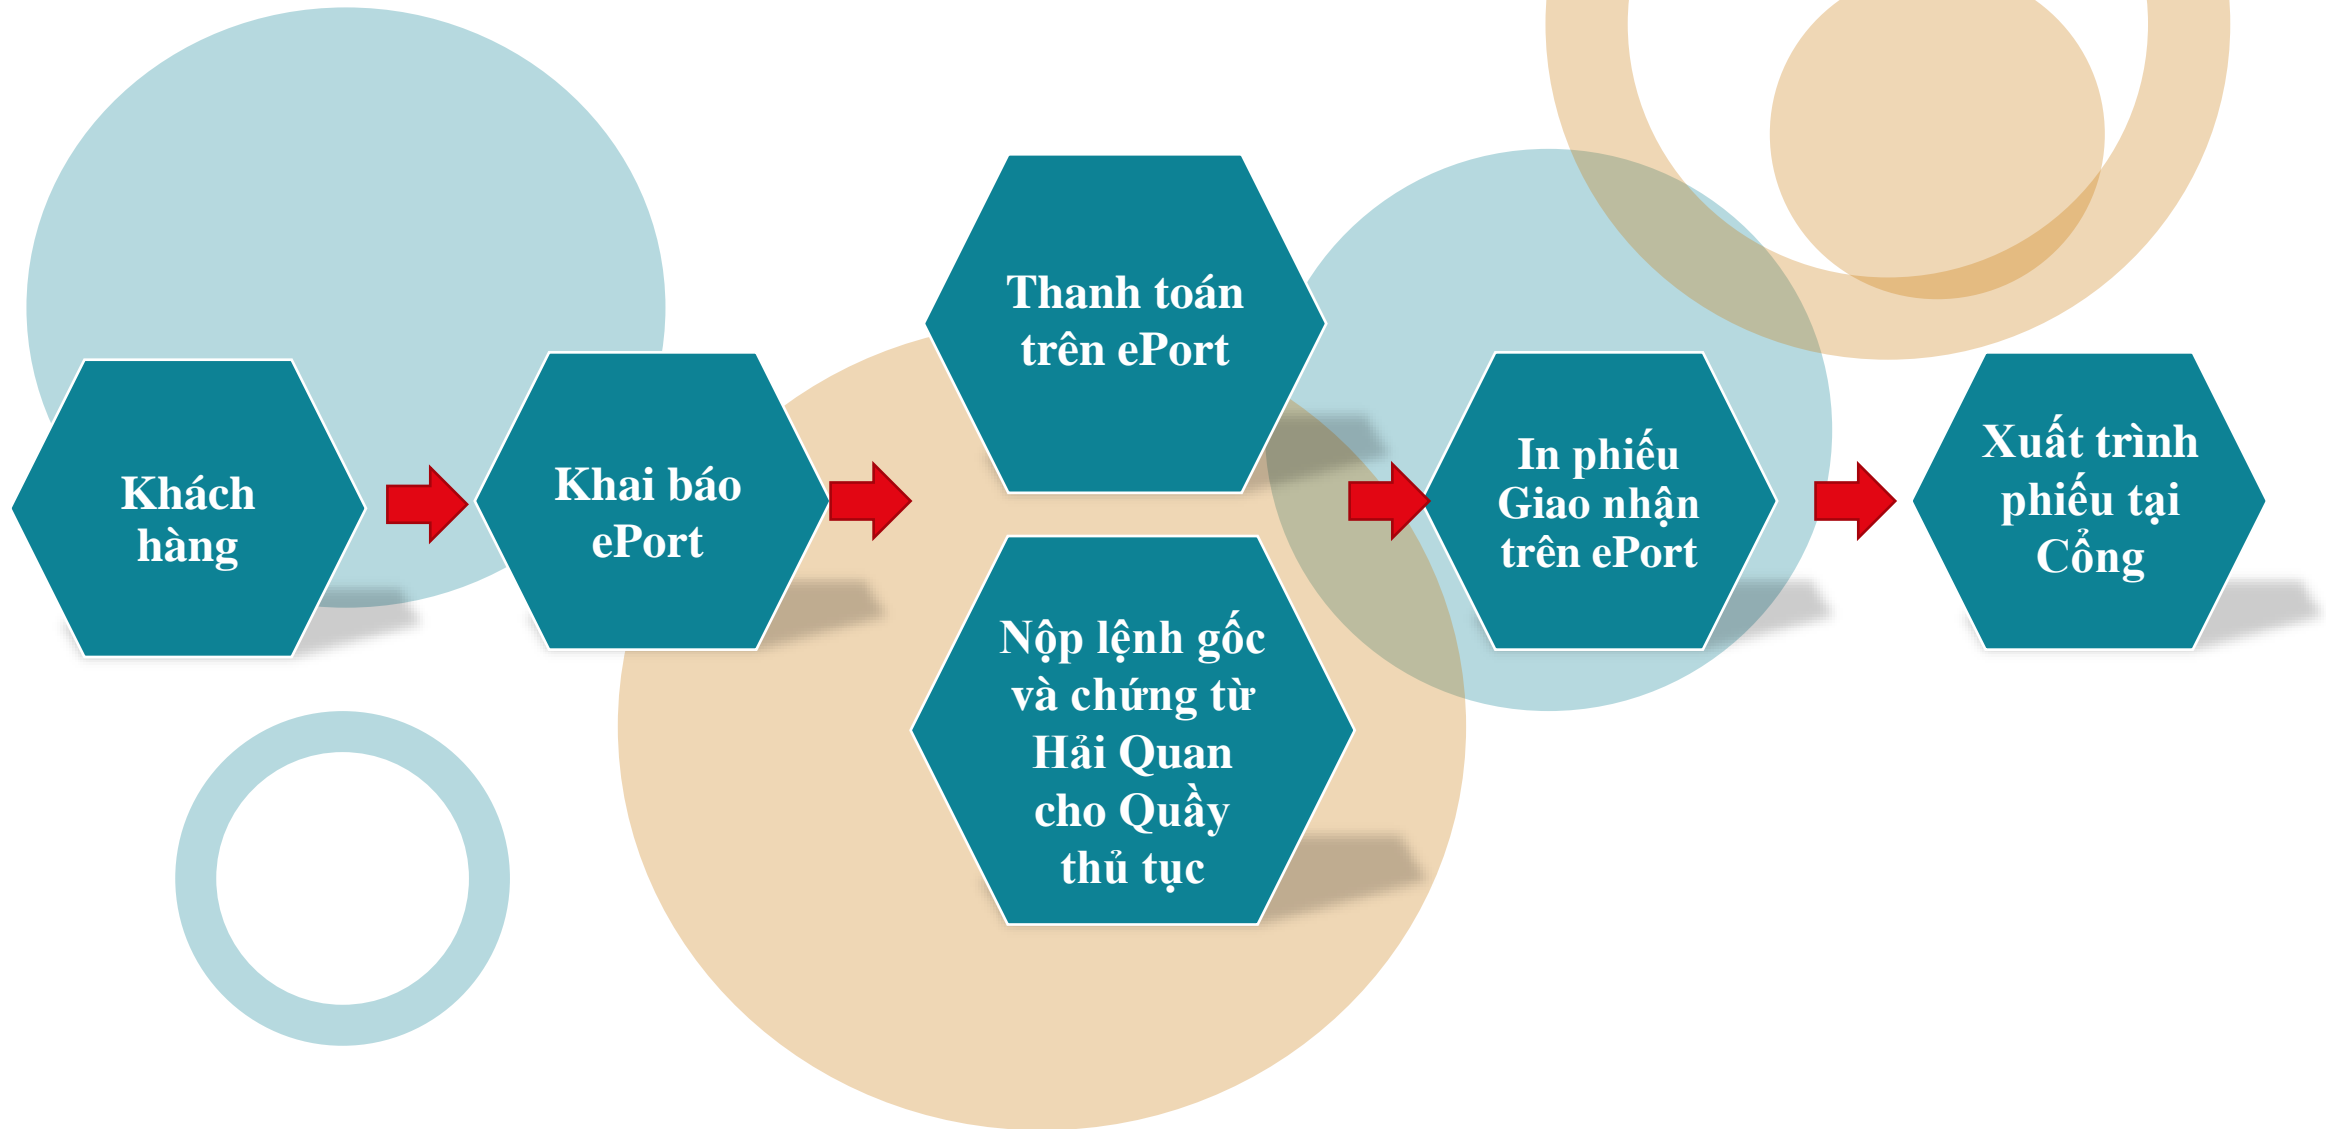 Khách
hàng
Khai báo
ePort
Thanh toán
trên ePort
Nộp lệnh gốc
và chứng từ
Hải Quan
cho Quầy
thủ tục
In phiếu
Giao nhận
trên ePort
Xuất trình
phiếu tại
Cổng